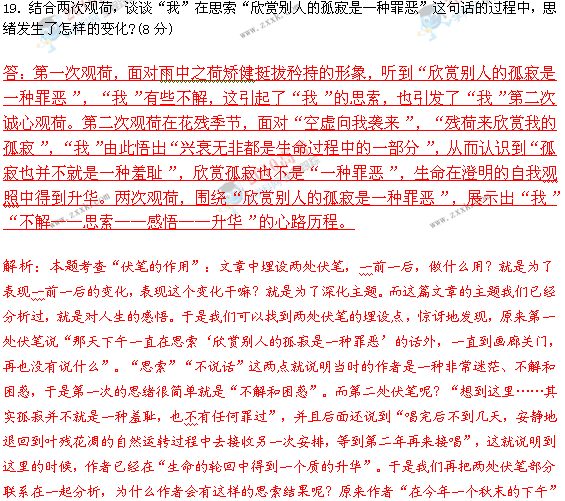 19. 结合两次观荷，谈谈“我”在思索“欣赏别人的孤寂是一种罪恶”这句话的过程中，思
绪发生了怎样的变化?(8 分)
答：第一次观荷，面对雨中之荷矫健挺拔矜持的形象，听到“欣赏别人的孤寂是
一种罪恶”，“我”有些不解，这引起了“我”的思索，也引发了“我”第二次
诚心观荷。第二次观荷在花残季节，面对“空虚向我袭来”，“残荷来欣赏我的
孤寂”，“我”由此悟出“兴衰无非都是生命过程中的一部分”，从而认识到“孤
寂也并不就是一种羞耻”，欣赏孤寂也不是“一种罪恶”，生命在澄明的自我观
照中得到升华。两次观荷，围绕“欣赏别人的孤寂是一种罪恶”，展示出“我”
“不解——思索——感悟——升华”的心路历程。
解析：本题考查“伏笔的作用”：文章中埋设两处伏笔，一前一后，做什么用？就是为了
表现一前一后的变化，表现这个变化干嘛？就是为了深化主题。而这篇文章的主题我们已经
分析过，就是对人生的感悟。于是我们可以找到两处伏笔的埋设点，惊讶地发现，原来第一
处伏笔说“那天下午一直在思索‘欣赏别人的孤寂是一种罪恶’的话外，一直到画廊关门，
再也没有说什么”。“思索”“不说话”这两点就说明当时的作者是一种非常迷茫、不解和
困惑，于是第一次的思绪很简单就是“不解和困惑”。而第二处伏笔呢？“想到这里……其
实孤寂并不就是一种羞耻，也不有任何罪过”，并且后面还说到“唱完后不到几天，安静地
退回到叶残花凋的自然运转过程中去接收另一次安排，等到第二年再来接唱”，这就说明到
这里的时候，作者已经在“生命的轮回中得到一个质的升华”。于是我们再把两处伏笔部分
联系在一起分析，为什么作者会有这样的思索结果呢？原来作者“在今年一个秋末的下午”